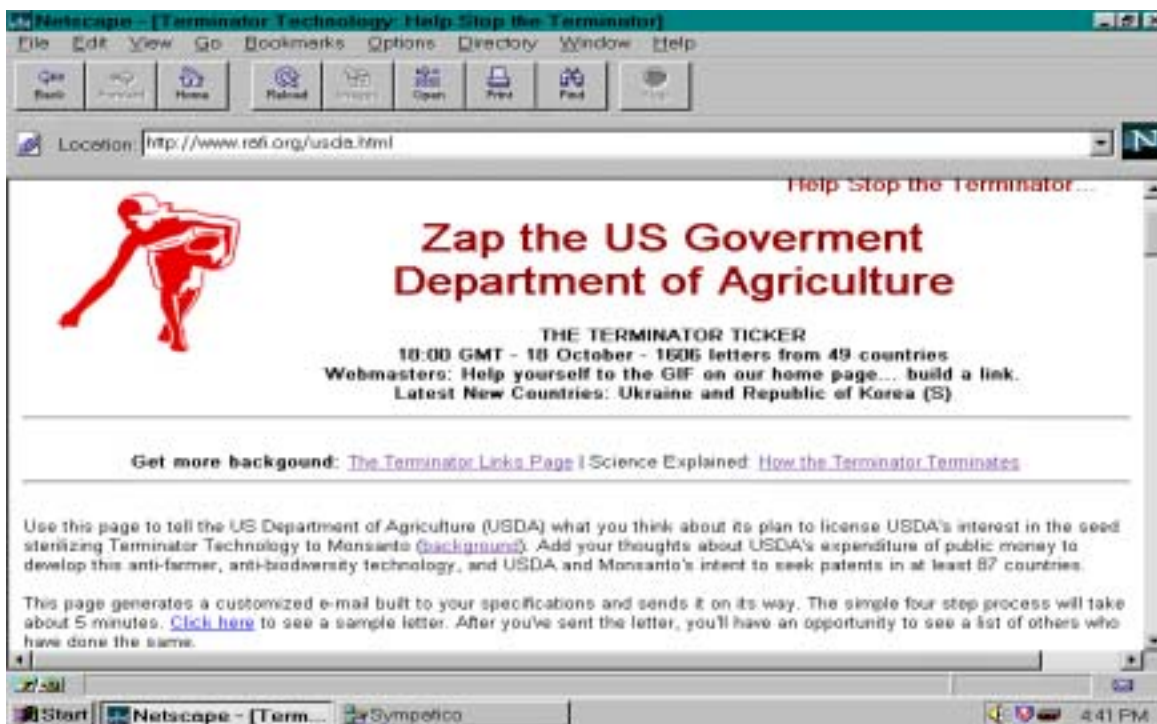 Netscape - [Terminator Technology: Help Stop the Terminator]
File Edit View Go Bookmarks Options Directory Window Help
Back Forward Home Reload Images Open Print Find Stop
Location: http://www.rafi.org/usda.html
N
Help Stop the Terminator...
Zap the US Goverment
Department of Agriculture
THE TERMINATOR TICKER
18:00 GMT - 18 October - 1606 letters from 49 countries
Webmasters: Help yourself to the GIF on our home page... build a link.
Latest New Countries: Ukraine and Republic of Korea (S)
Get more backgound: The Terminator Links Page | Science Explained: How the Terminator Terminates
Use this page to tell the US Department of Agriculture (USDA) what you think about its plan to license USDA's interest in the seed
sterilizing Terminator Technology to Monsanto (background). Add your thoughts about USDA's expenditure of public money to
develop this anti-farmer, anti-biodiversity technology, and USDA and Monsanto's intent to seek patents in at least 87 countries.
This page generates a customized e-mail built to your specifications and sends it on its way. The simple four step process will take
about 5 minutes. Click here to see a sample letter. After you've sent the letter, you'll have an opportunity to see a list of others who
have done the same.
Start Netscape - [Term... Sympatico 4:41 PM